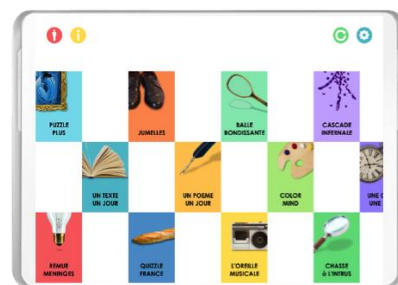 PUZZLE
PLUS
JUMELLES
BALLE
BONDISSANTE
CASCADE
INFERNALE
UN TEXTE
UN JOUR
UN POEME
UN JOUR
COLOR
MIND
UNE
REMUE
MENINGES
QUIZZLE
FRANCE
L'OREILLE
MUSICALE
CHASSE
à L'INTRUS